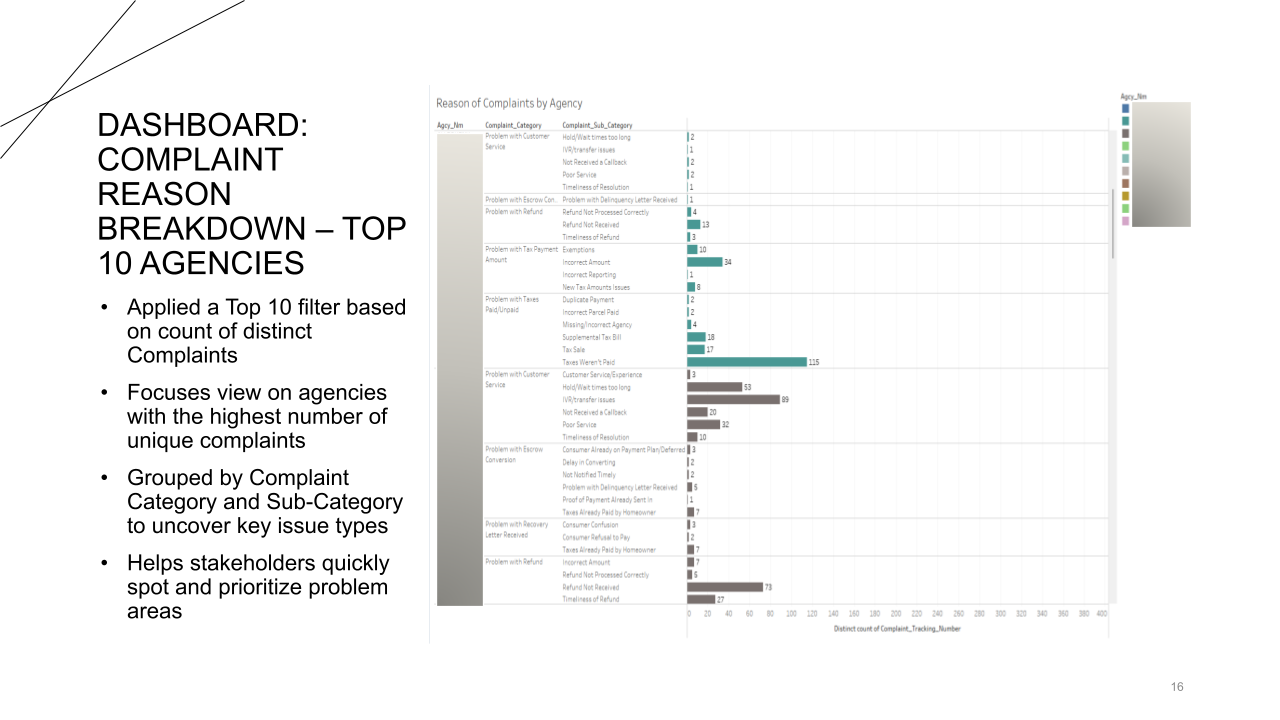 DASHBOARD:
COMPLAINT
REASON
BREAKDOWN – TOP
10 AGENCIES
• Applied a Top 10 filter based
on count of distinct
Complaints
• Focuses view on agencies
with the highest number of
unique complaints
• Grouped by Complaint
Category and Sub-Category
to uncover key issue types
• Helps stakeholders quickly
spot and prioritize problem
areas
Reason of Complaints by Agency
Agcy_Nm Complaint_Category Complaint_Sub_Category
Problem with Customer Hold/Wait times too long 2
Service IVR/transfer issues 1
Not Received a Callback 2
Poor Service 2
Timeliness of Resolution 1
Problem with Escrow Con.. Problem with Delinquency Letter Received 1
Problem with Refund Refund Not Processed Correctly 4
Refund Not Received 13
Timeliness of Refund 3
Problem with Tax Payment Exemptions 10
Amount Incorrect Amount 34
Incorrect Reporting 1
New Tax Amounts Issues 8
Problem with Taxes Duplicate Payment 2
Paid/Unpaid Incorrect Parcel Paid 2
Missing/Incorrect Agency 4
Supplemental Tax Bill 18
Tax Sale 17
Taxes Weren't Paid 115
Problem with Customer Customer Service/Experience 3
Service Hold/Wait times too long 53
IVR/transfer issues 89
Not Received a Callback 20
Poor Service 32
Timeliness of Resolution 10
Problem with Escrow Consumer Already on Payment Plan/Deferred 3
Conversion Delay in Converting 2
Not Notified Timely 2
Problem with Delinquency Letter Received 5
Proof of Payment Already Sent in 1
Taxes Already Paid by Homeowner 7
Problem with Recovery Consumer Confusion 3
Letter Received Consumer Refusal to Pay 2
Taxes Already Paid by Homeowner 7
Problem with Refund Incorrect Amount 7
Refund Not Processed Correctly 5
Refund Not Received 73
Timeliness of Refund 27
0 20 40 60 80 100 120 140 160 180 200 220 240 260 280 300 320 340 360 380 400
Distinct count of Complaint_Tracking_Number
Agcy_Nm
16